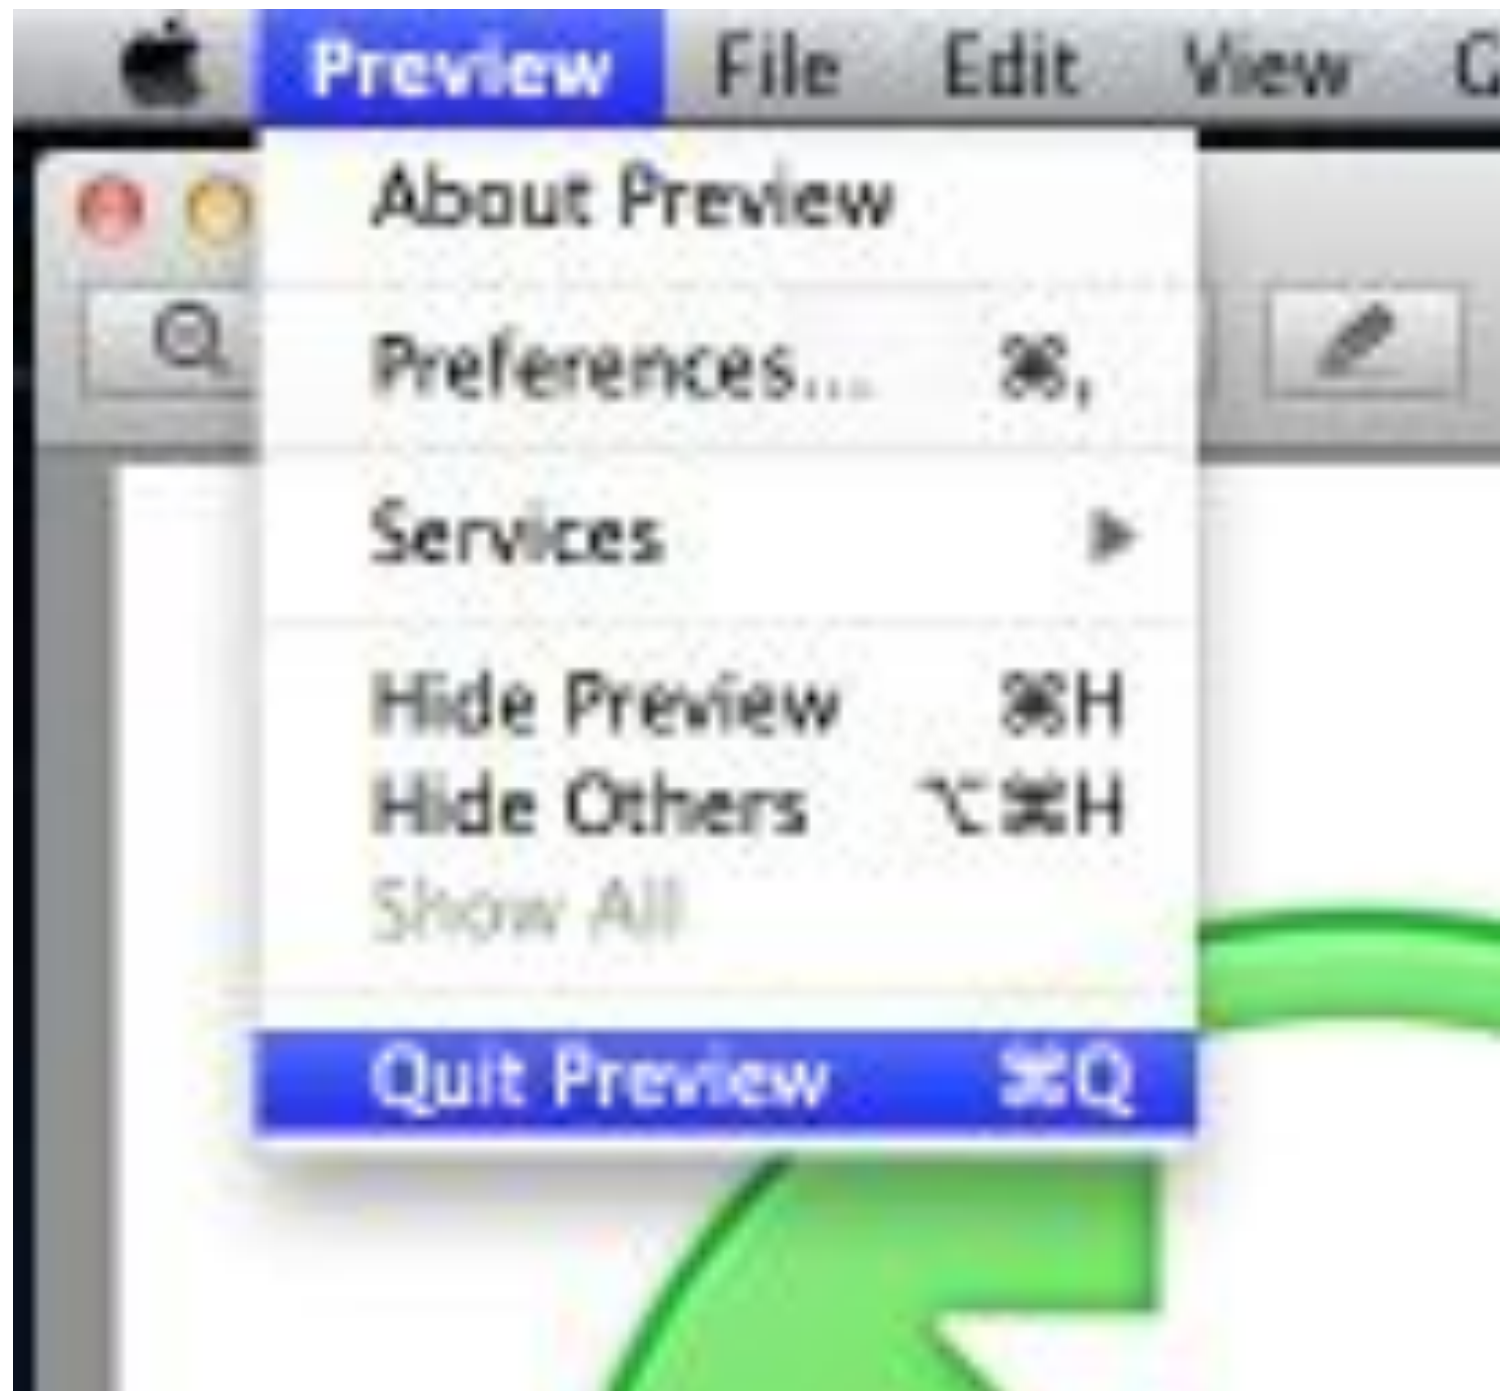 Preview File Edit View
About Preview
Preferences... ⌘,
Services ▶
Hide Preview ⌘H
Hide Others ⌥⌘H
Show All
Quit Preview ⌘Q